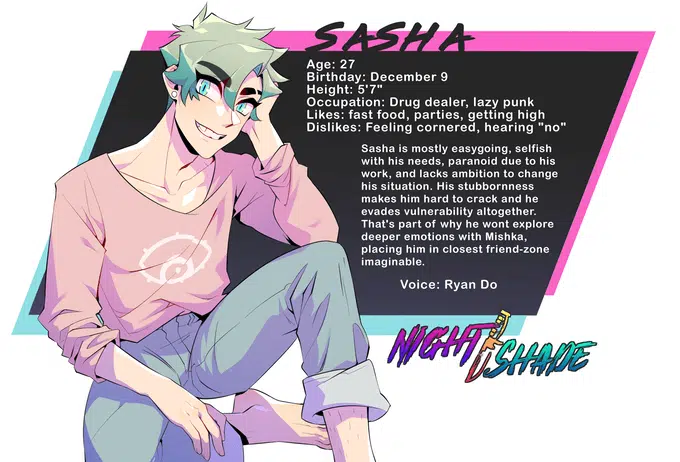 SASHA
Age: 27
Birthday: December 9
Height: 5'7"
Occupation: Drug dealer, lazy punk
Likes: fast food, parties, getting high
Dislikes: Feeling cornered, hearing "no"
Sasha is mostly easygoing, selfish
with his needs, paranoid due to his
work, and lacks ambition to change
his situation. His stubbornness
makes him hard to crack and he
evades vulnerability altogether.
That's part of why he wont explore
deeper emotions with Mishka,
placing him in closest friend-zone
imaginable.
Voice: Ryan Do
NIGHT SHADE